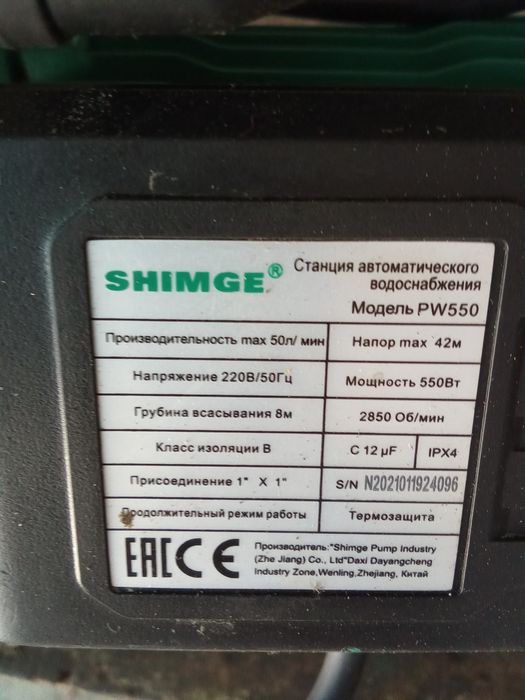 SHIMGE®
Станция автоматического
водоснабжения
Модель PW550
Производительность max 50л/ мин
Напор max 42м
Напряжение 220В/50Гц
Мощность 550Вт
Грубина всасывания 8м
2850 Об/мин
Класс изоляции В
С 12 µF
IPX4
Присоединение 1" X 1"
S/N N2021011924096
Продолжительный режим работы
Термозащита
EAC CE
Производитель:"Shimge Pump Industry
(Zhe Jiang) Co., Ltd"Daxi Dayangcheng
Industry Zone,Wenling,Zhejiang, Китай